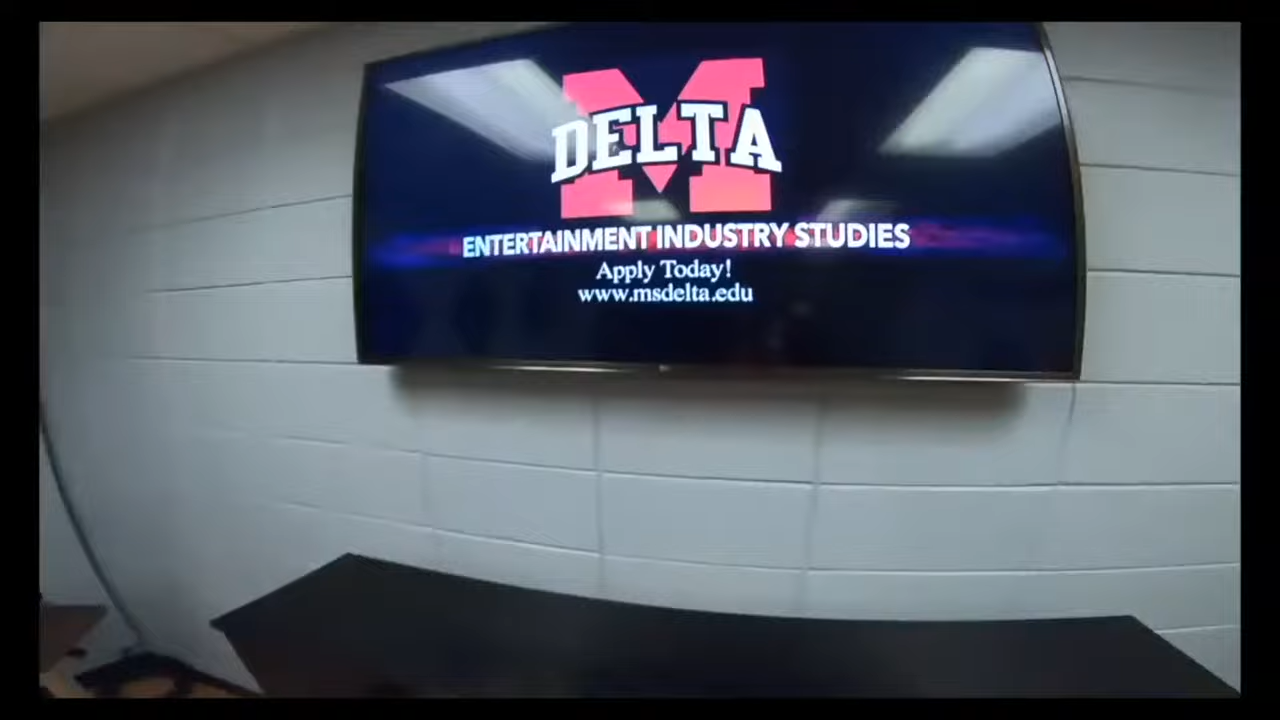 M
DELTA
ENTERTAINMENT INDUSTRY STUDIES
Apply Today!
www.msdelta.edu